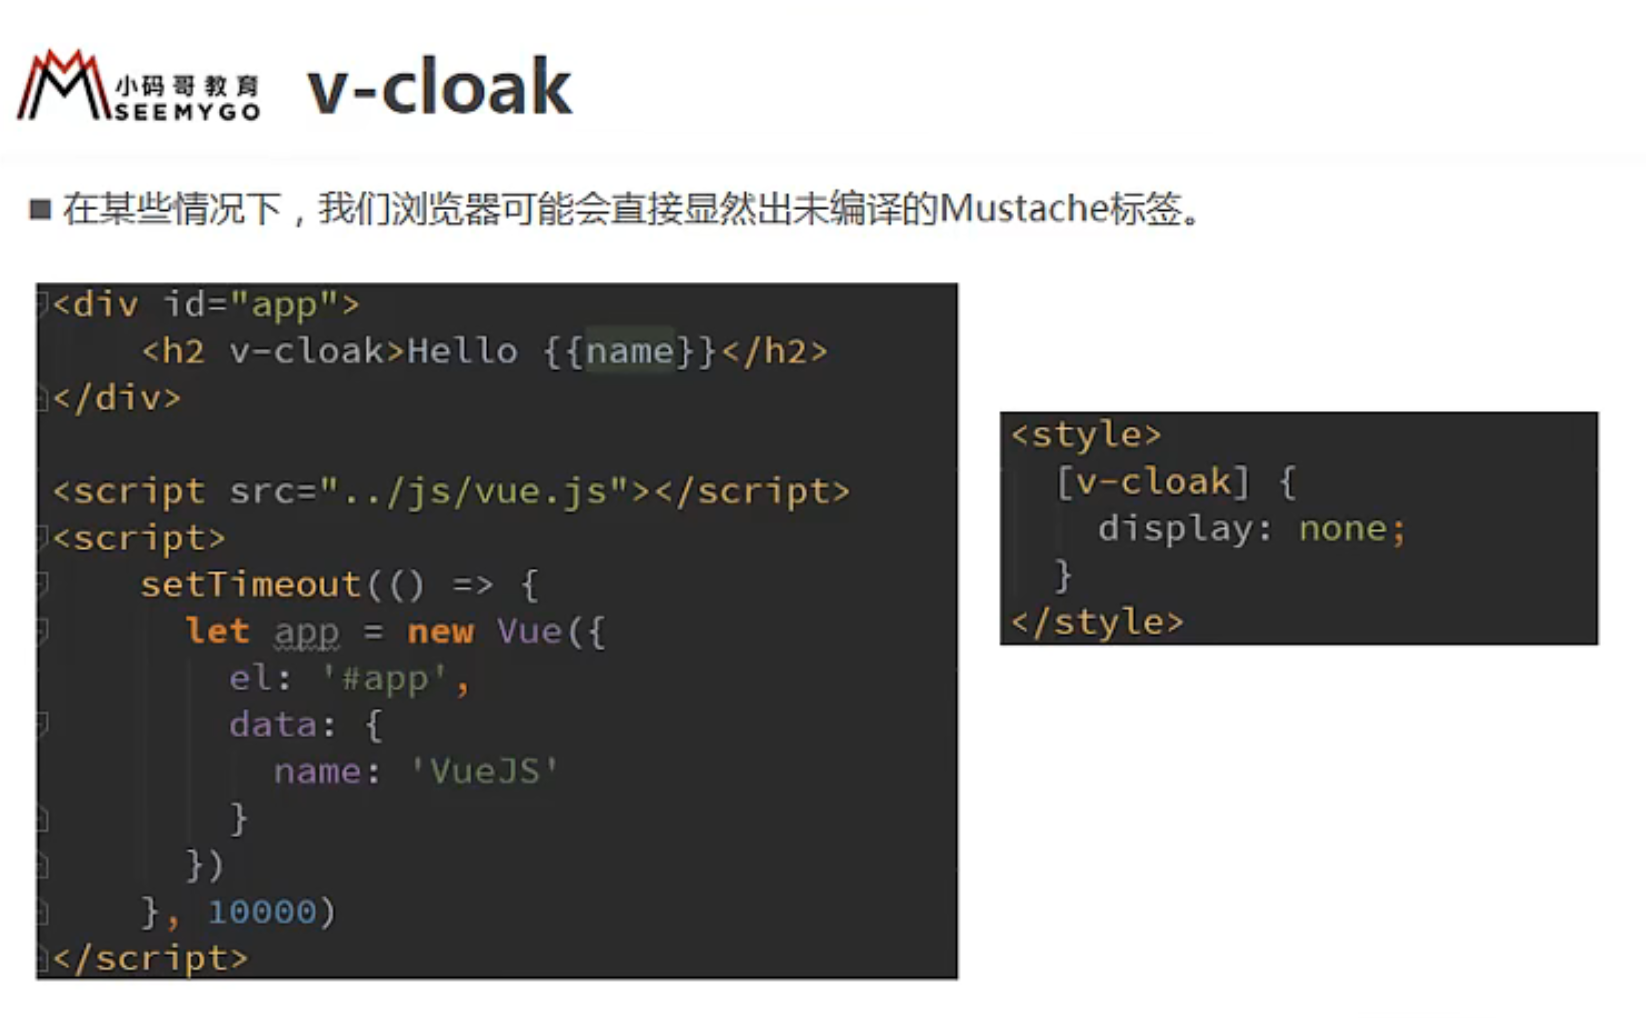 小码哥教育
SEEMYGO
v-cloak
■ 在某些情况下，我们浏览器可能会直接显然出未编译的Mustache标签。
<div id="app">
    <h2 v-cloak>Hello {{name}}</h2>
</div>
<script src="../js/vue.js"></script>
<script>
    setTimeout(() => {
      let app = new Vue({
        el: '#app',
        data: {
          name: 'VueJS'
        }
      })
    }, 10000)
</script>
<style>
  [v-cloak] {
    display: none;
  }
</style>